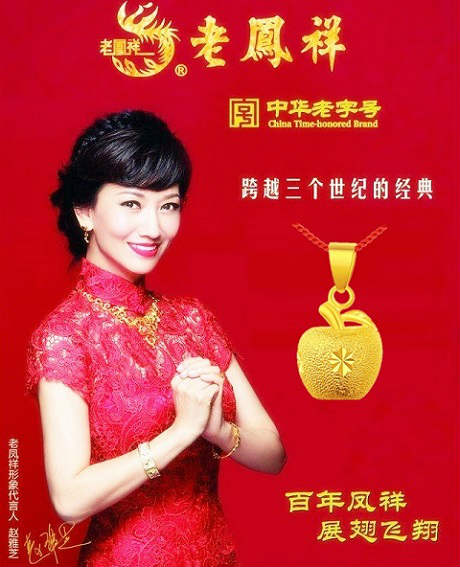 老鳳祥
® 老鳳祥
中华老字号
China Time-honored Brand
跨越三个世纪的经典
老凤祥形象代言人 赵雅芝
百年凤祥
展翅飞翔